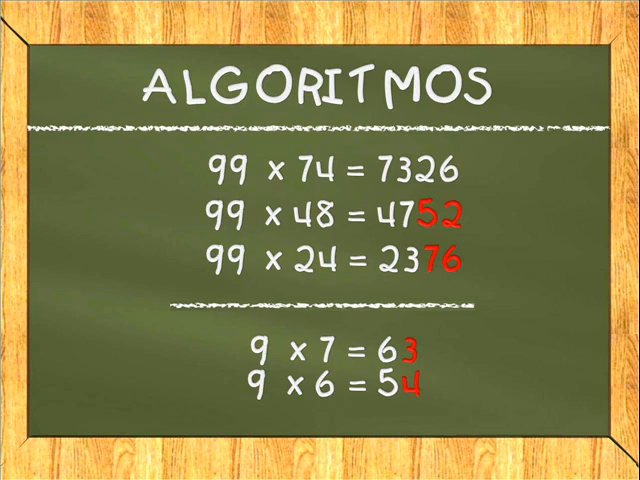 ALGORITMOS
99 x 74 = 7326
99 x 48 = 4752
99 x 24 = 2376
9 x 7 = 63
9 x 6 = 54